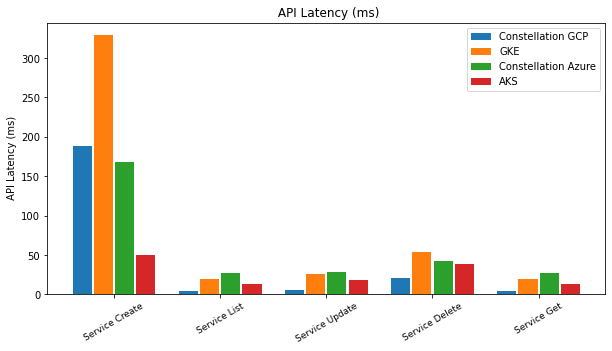 API Latency (ms)
Constellation GCP
GKE
Constellation Azure
AKS
API Latency (ms)
300
250
200
150
100
50
0
Service Create
Service List
Service Update
Service Delete
Service Get